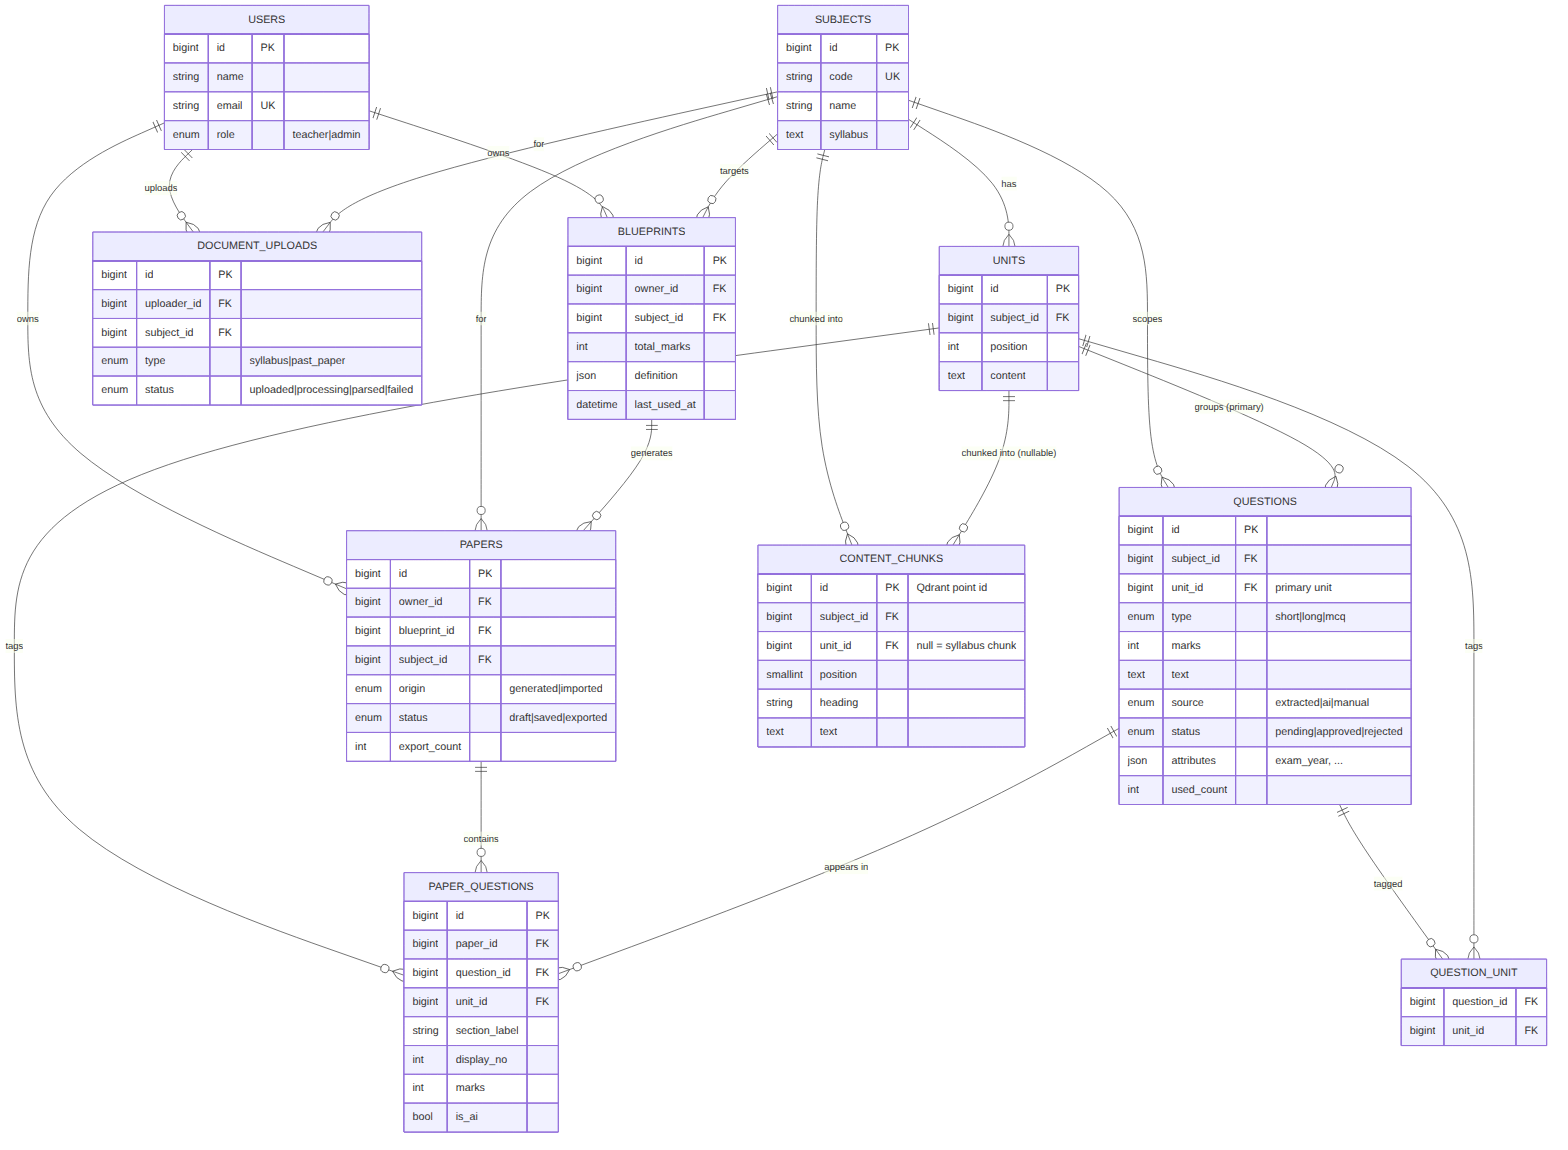 USERS
bigint id PK
string name
string email UK
enum role teacher|admin
SUBJECTS
bigint id PK
string code UK
string name
text syllabus
for
owns
targets
uploads
has
DOCUMENT_UPLOADS
bigint id PK
bigint uploader_id FK
bigint subject_id FK
enum type syllabus|past_paper
enum status uploaded|processing|parsed|failed
BLUEPRINTS
bigint id PK
bigint owner_id FK
bigint subject_id FK
int total_marks
json definition
datetime last_used_at
UNITS
bigint id PK
bigint subject_id FK
int position
text content
owns
for
chunked into
scopes
groups (primary)
generates
chunked into (nullable)
PAPERS
bigint id PK
bigint owner_id FK
bigint blueprint_id FK
bigint subject_id FK
enum origin generated|imported
enum status draft|saved|exported
int export_count
CONTENT_CHUNKS
bigint id PK Qdrant point id
bigint subject_id FK
bigint unit_id FK null = syllabus chunk
smallint position
string heading
text text
QUESTIONS
bigint id PK
bigint subject_id FK
bigint unit_id FK primary unit
enum type short|long|mcq
int marks
text text
enum source extracted|ai|manual
enum status pending|approved|rejected
json attributes exam_year, ...
int used_count
tags
tags
contains
appears in
tagged
PAPER_QUESTIONS
bigint id PK
bigint paper_id FK
bigint question_id FK
bigint unit_id FK
string section_label
int display_no
int marks
bool is_ai
QUESTION_UNIT
bigint question_id FK
bigint unit_id FK